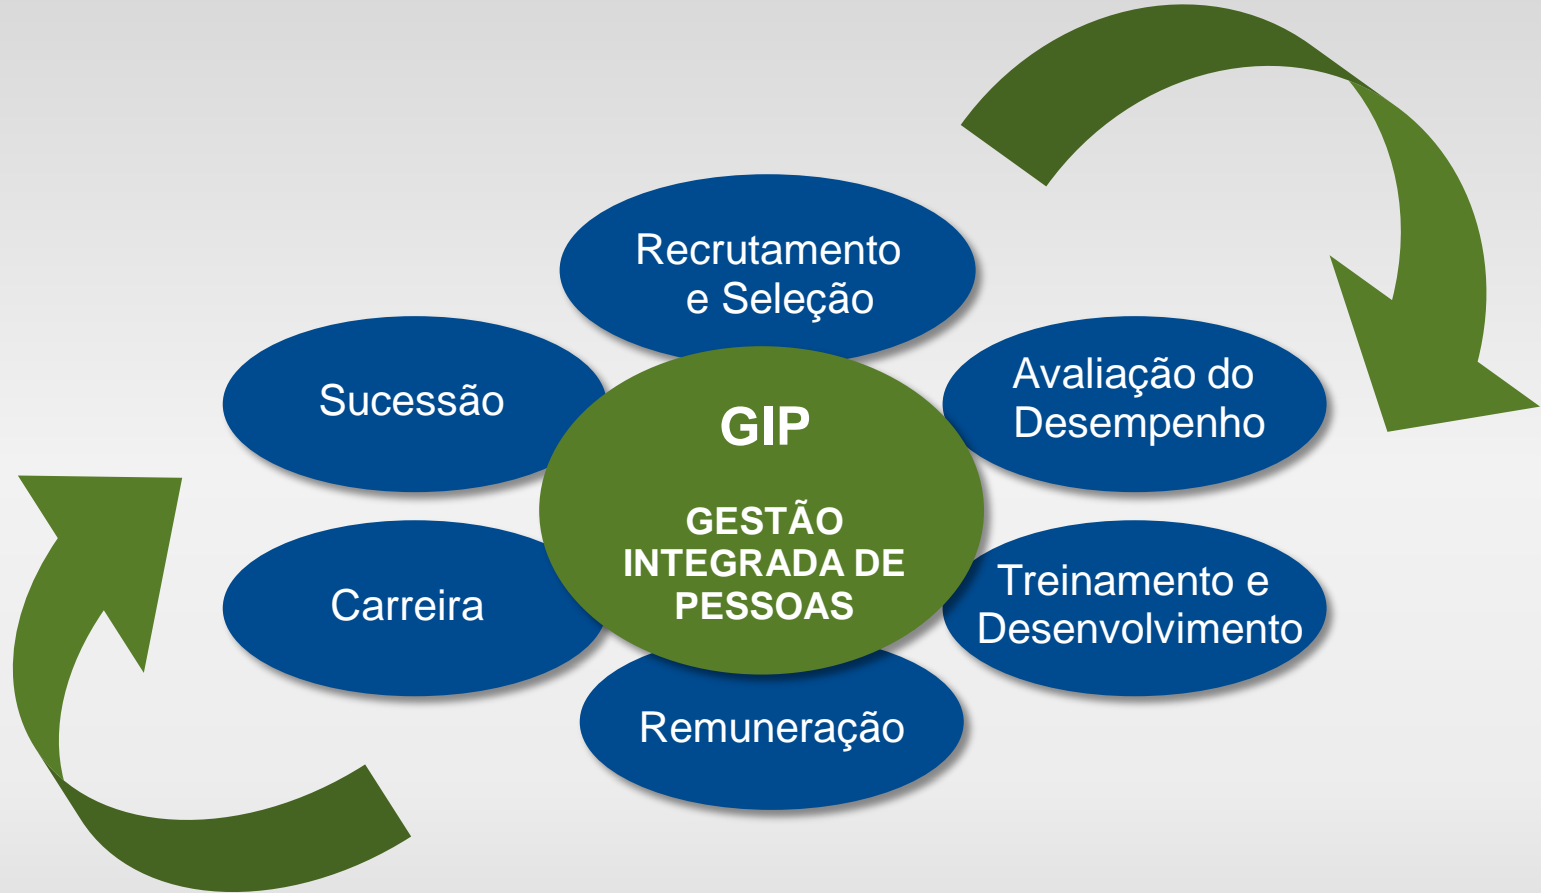 Recrutamento
e Seleção
Sucessão
Avaliação do
Desempenho
GIP
GESTÃO
INTEGRADA DE
PESSOAS
Carreira
Treinamento e
Desenvolvimento
Remuneração